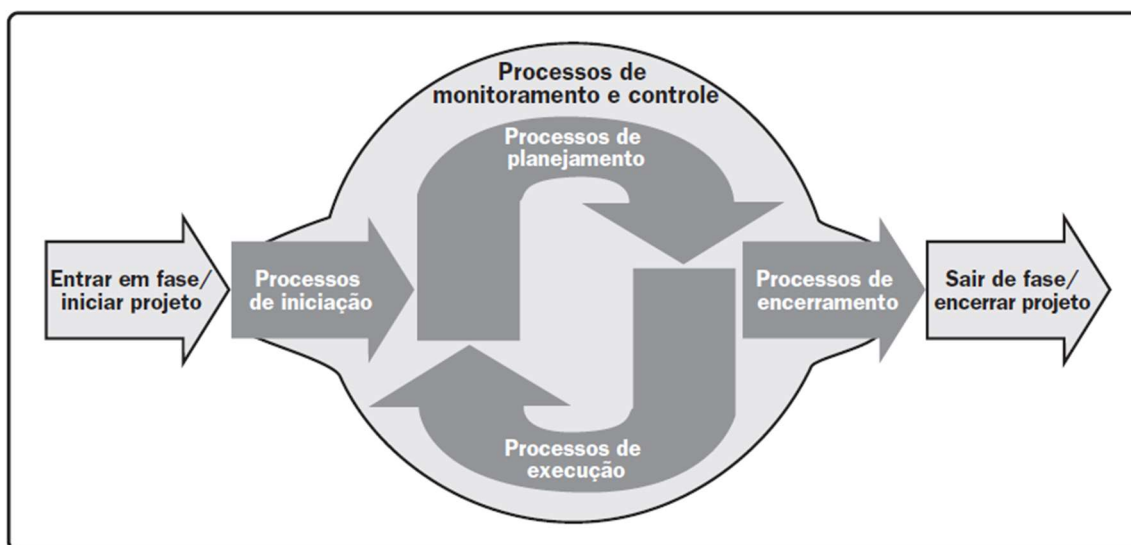 Processos de
monitoramento e controle
Processos de
planejamento
Entrar em fase/
iniciar projeto
Processos
de iniciação
Processos de
encerramento
Sair de fase/
encerrar projeto
Processos de
execução